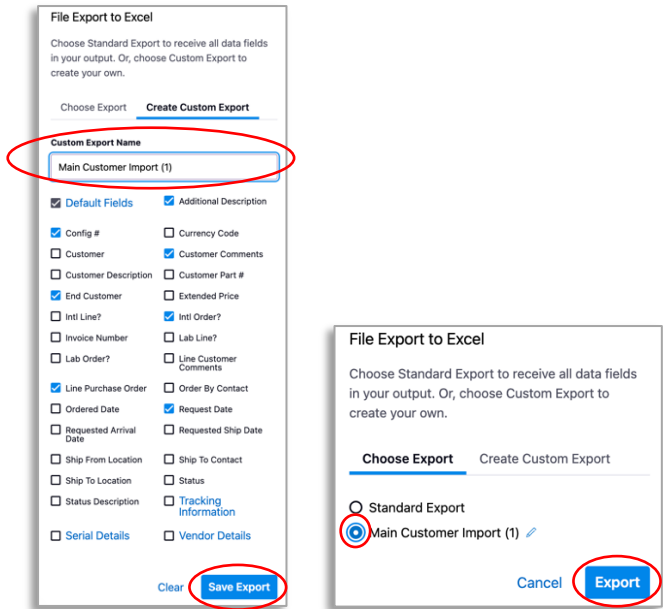 File Export to Excel
Choose Standard Export to receive all data fields
in your output. Or, choose Custom Export to
create your own.
Choose Export Create Custom Export
Custom Export Name
Main Customer Import (1)
Default Fields Additional Description
Config # Currency Code
Customer Customer Comments
Customer Description Customer Part #
End Customer Extended Price
Intl Line? Intl Order?
Invoice Number Lab Line?
Lab Order? Line Customer
Comments
Line Purchase Order Order By Contact
Ordered Date Request Date
Requested Arrival Requested Ship Date
Date
Ship From Location Ship To Contact
Ship To Location Status
Status Description Tracking
Information
Serial Details Vendor Details
Clear Save Export
File Export to Excel
Choose Standard Export to receive all data fields
in your output. Or, choose Custom Export to
create your own.
Choose Export Create Custom Export
Standard Export
Main Customer Import (1)
Cancel Export